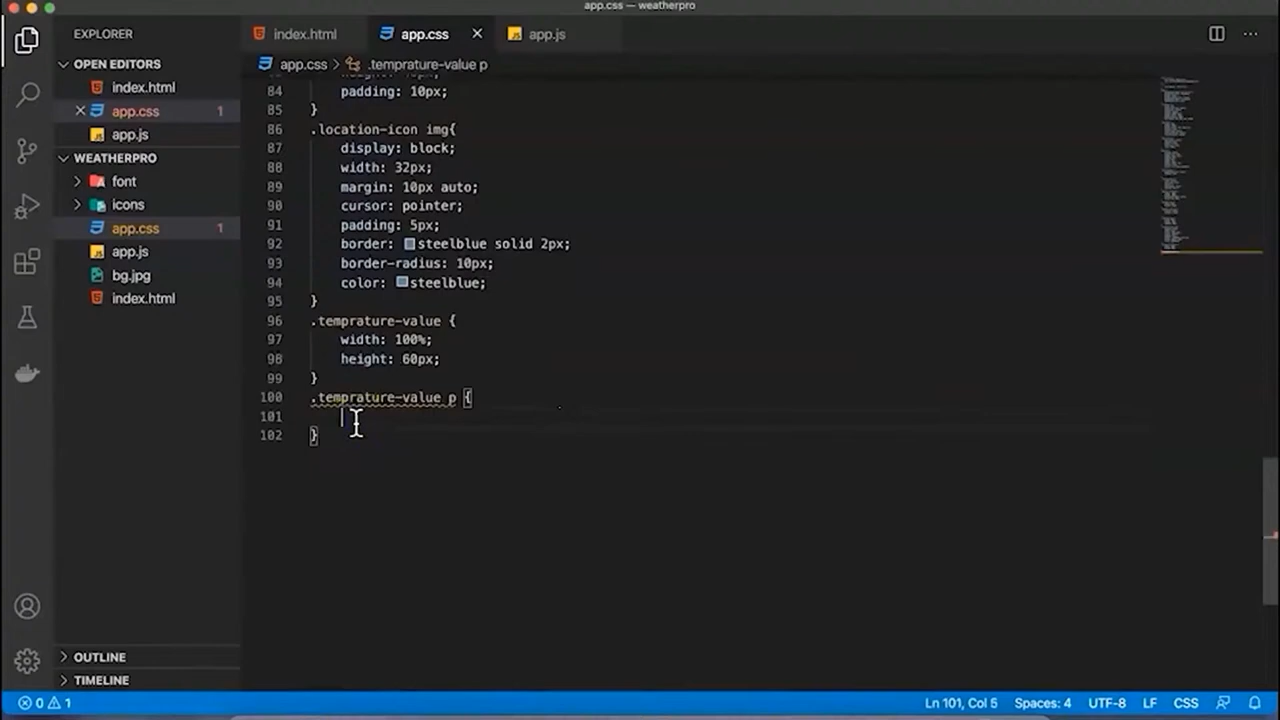 app.css — weatherpro
EXPLORER
index.html
app.css
app.js
OPEN EDITORS
app.css > .temprature-value p
index.html
app.css 1
app.js
WEATHERPRO
font
icons
app.css 1
app.js
bg.jpg
index.html
84 padding: 10px;
85 }
86 .location-icon img{
87 display: block;
88 width: 32px;
89 margin: 10px auto;
90 cursor: pointer;
91 padding: 5px;
92 border: steelblue solid 2px;
93 border-radius: 10px;
94 color: steelblue;
95 }
96 .temprature-value {
97 width: 100%;
98 height: 60px;
99 }
100 .temprature-value p {
101
102 }
OUTLINE
TIMELINE
0 1
Ln 101, Col 5
Spaces: 4
UTF-8
LF
CSS